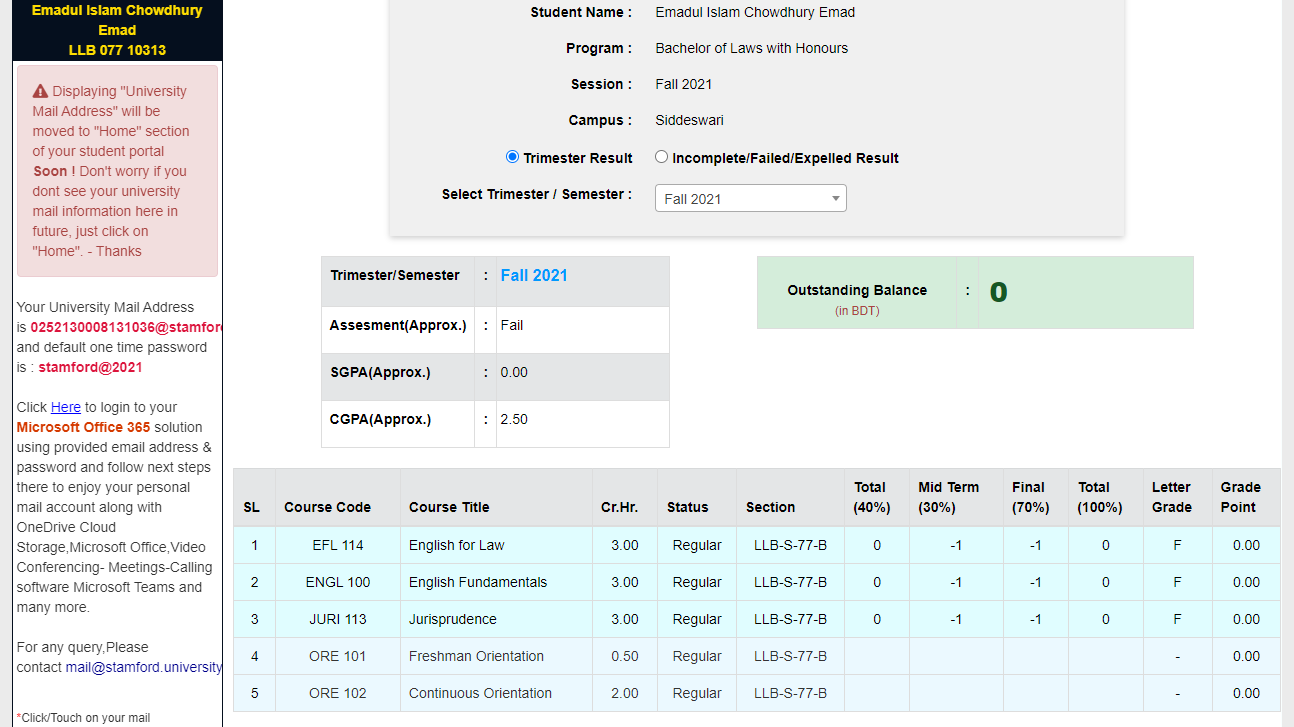 Emadul Islam Chowdhury
Emad
LLB 077 10313
Displaying "University
Mail Address" will be
moved to "Home" section
of your student portal
Soon ! Don't worry if you
dont see your university
mail information here in
future, just click on
"Home". - Thanks
Your University Mail Address
is 0252130008131036@stamford
and default one time password
is : stamford@2021
Click Here to login to your
Microsoft Office 365 solution
using provided email address &
password and follow next steps
there to enjoy your personal
mail account along with
OneDrive Cloud
Storage,Microsoft Office,Video
Conferencing- Meetings-Calling
software Microsoft Teams and
many more.
For any query,Please
contact mail@stamford.university
*Click/Touch on your mail
Student Name : Emadul Islam Chowdhury Emad
Program : Bachelor of Laws with Honours
Session : Fall 2021
Campus : Siddeswari
Trimester Result Incomplete/Failed/Expelled Result
Select Trimester / Semester : Fall 2021
Trimester/Semester : Fall 2021
Assesment(Approx.) : Fail
SGPA(Approx.) : 0.00
CGPA(Approx.) : 2.50
Outstanding Balance : 0
(in BDT)
SL Course Code Course Title Cr.Hr. Status Section Total (40%) Mid Term (30%) Final (70%) Total (100%) Letter Grade Grade Point
1 EFL 114 English for Law 3.00 Regular LLB-S-77-B 0 -1 -1 0 F 0.00
2 ENGL 100 English Fundamentals 3.00 Regular LLB-S-77-B 0 -1 -1 0 F 0.00
3 JURI 113 Jurisprudence 3.00 Regular LLB-S-77-B 0 -1 -1 0 F 0.00
4 ORE 101 Freshman Orientation 0.50 Regular LLB-S-77-B - 0.00
5 ORE 102 Continuous Orientation 2.00 Regular LLB-S-77-B - 0.00